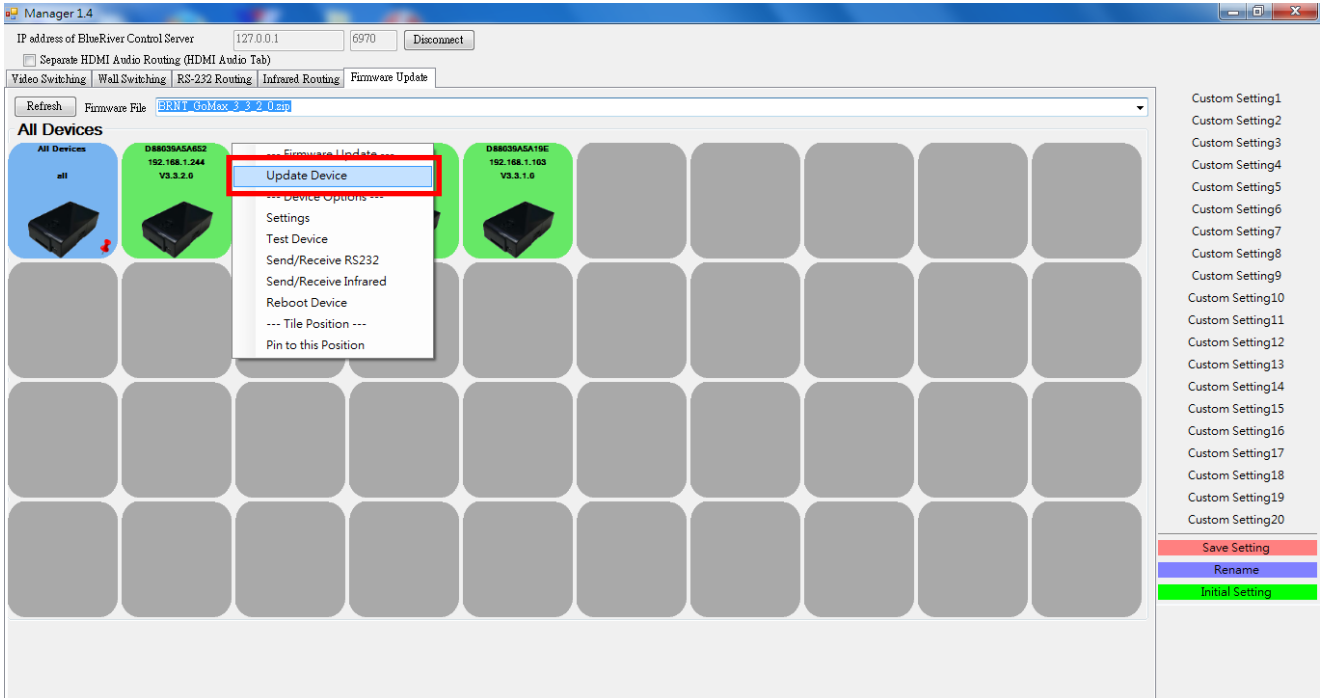 Manager 1.4
IP address of BlueRiver Control Server 127.0.0.1 6970 Disconnect
Separate HDMI Audio Routing (HDMI Audio Tab)
Video Switching Wall Switching RS-232 Routing Infrared Routing Firmware Update
Refresh Firmware File BRNT_GoMax_3_3_2_0.zip
All Devices
All Devices
all
D88039A5A652
192.168.1.244
V3.3.2.0
D88039A5A19E
192.168.1.103
V3.3.1.0
--- Firmware Update ---
Update Device
--- Device Options ---
Settings
Test Device
Send/Receive RS232
Send/Receive Infrared
Reboot Device
--- Tile Position ---
Pin to this Position
Custom Setting1
Custom Setting2
Custom Setting3
Custom Setting4
Custom Setting5
Custom Setting6
Custom Setting7
Custom Setting8
Custom Setting9
Custom Setting10
Custom Setting11
Custom Setting12
Custom Setting13
Custom Setting14
Custom Setting15
Custom Setting16
Custom Setting17
Custom Setting18
Custom Setting19
Custom Setting20
Save Setting
Rename
Initial Setting